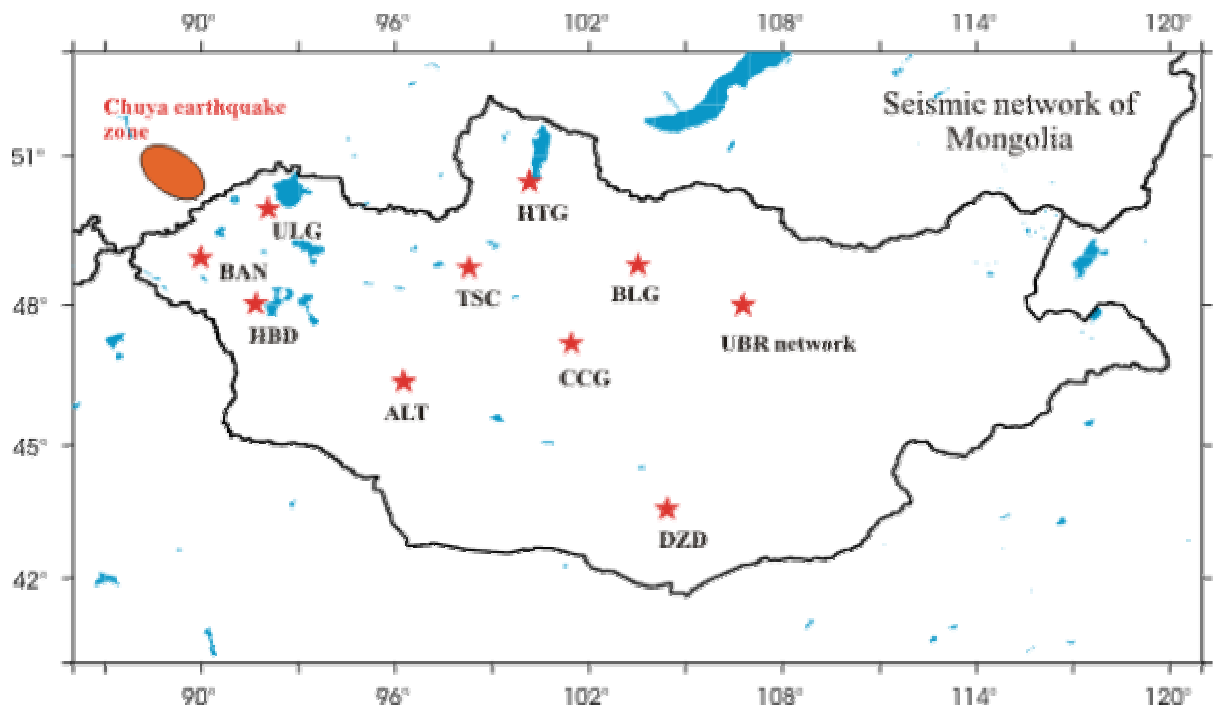 90° 96° 102° 108° 114° 120°
Chuya earthquake
zone
Seismic network of
Mongolia
51°
HTG
ULG
BAN
TSC
BLG
48°
HBD
UBR network
CCG
ALT
45°
DZD
42°
90° 96° 102° 108° 114° 120°